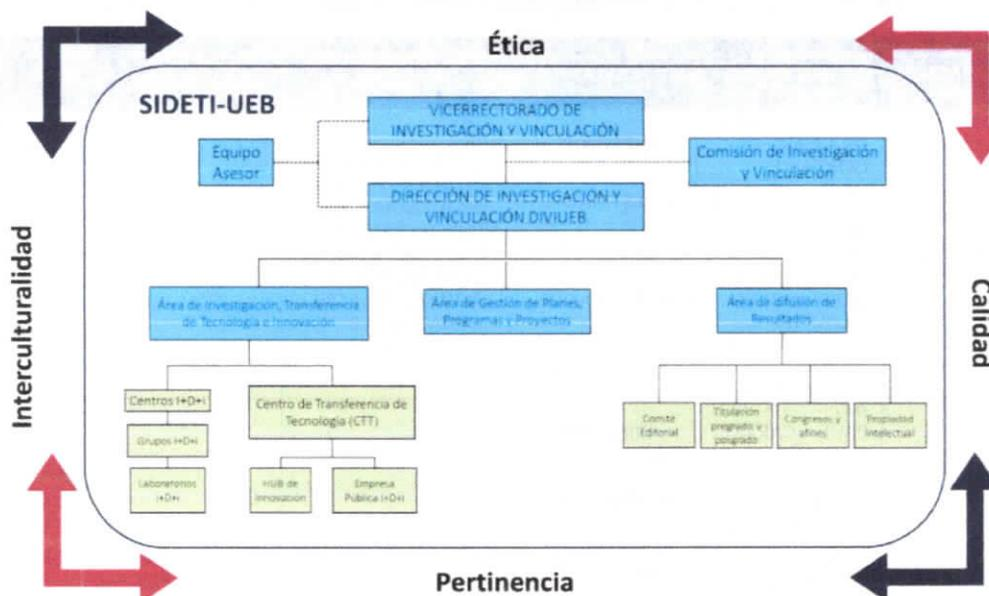 Ética
SIDETI-UEB
VICERRECTORADO DE
INVESTIGACIÓN Y VINCULACIÓN
Equipo
Asesor
Comisión de Investigación
y Vinculación
DIRECCIÓN DE INVESTIGACIÓN Y
VINCULACIÓN DIVIUEB
Interculturalidad
Calidad
Área de Investigación, Transferencia
de Tecnología e Innovación
Área de Gestión de Planes,
Programas y Proyectos
Área de difusión de
Resultados
Centros I+D+i
Grupos I+D+i
Laboratorios
I+D+i
Centro de Transferencia de
Tecnología (CTT)
HUB de
Innovación
Empresa
Pública I+D+i
Comité
Editorial
Titulación
pregrado y
posgrado
Congresos y
afines
Propiedad
Intelectual
Pertinencia